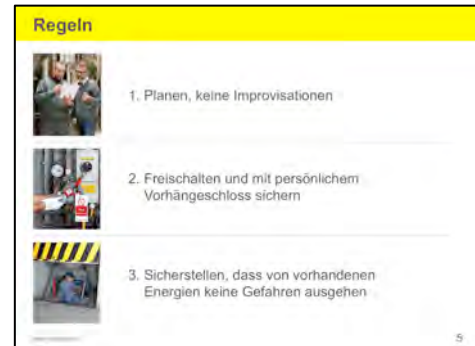 Regeln
1. Planen, keine Improvisationen
2. Freischalten und mit persönlichem
Vorhängeschloss sichern
3. Sicherstellen, dass von vorhandenen
Energien keine Gefahren ausgehen
5